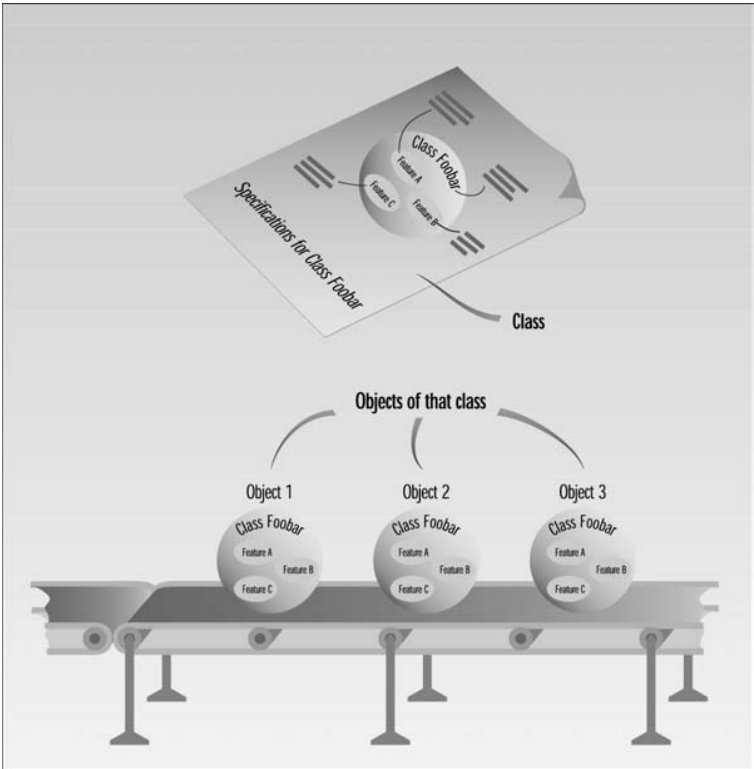 Class Foobar
Feature A
Feature C
Feature B
Specifications for Class Foobar
Class
Objects of that class
Object 1
Object 2
Object 3
Class Foobar
Feature A
Feature B
Feature C
Class Foobar
Feature A
Feature B
Feature C
Class Foobar
Feature A
Feature B
Feature C